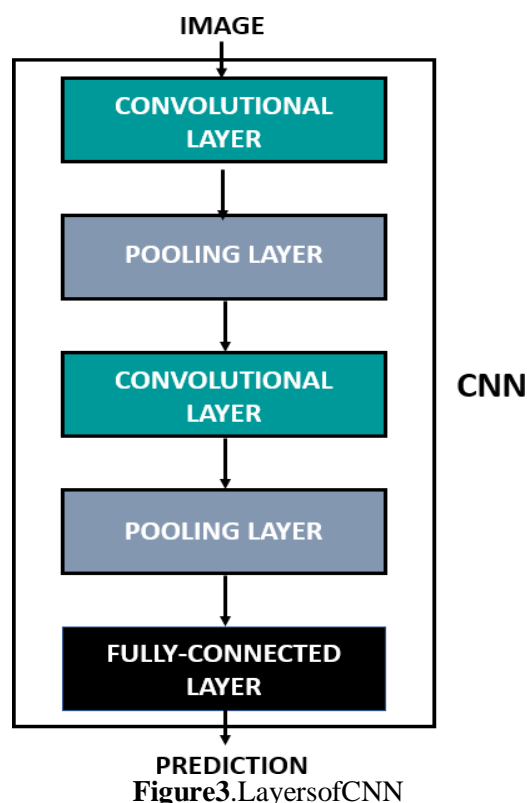 IMAGE
CONVOLUTIONAL
LAYER
POOLING LAYER
CONVOLUTIONAL
LAYER
CNN
POOLING LAYER
FULLY-CONNECTED
LAYER
PREDICTION
Figure3.LayersofCNN